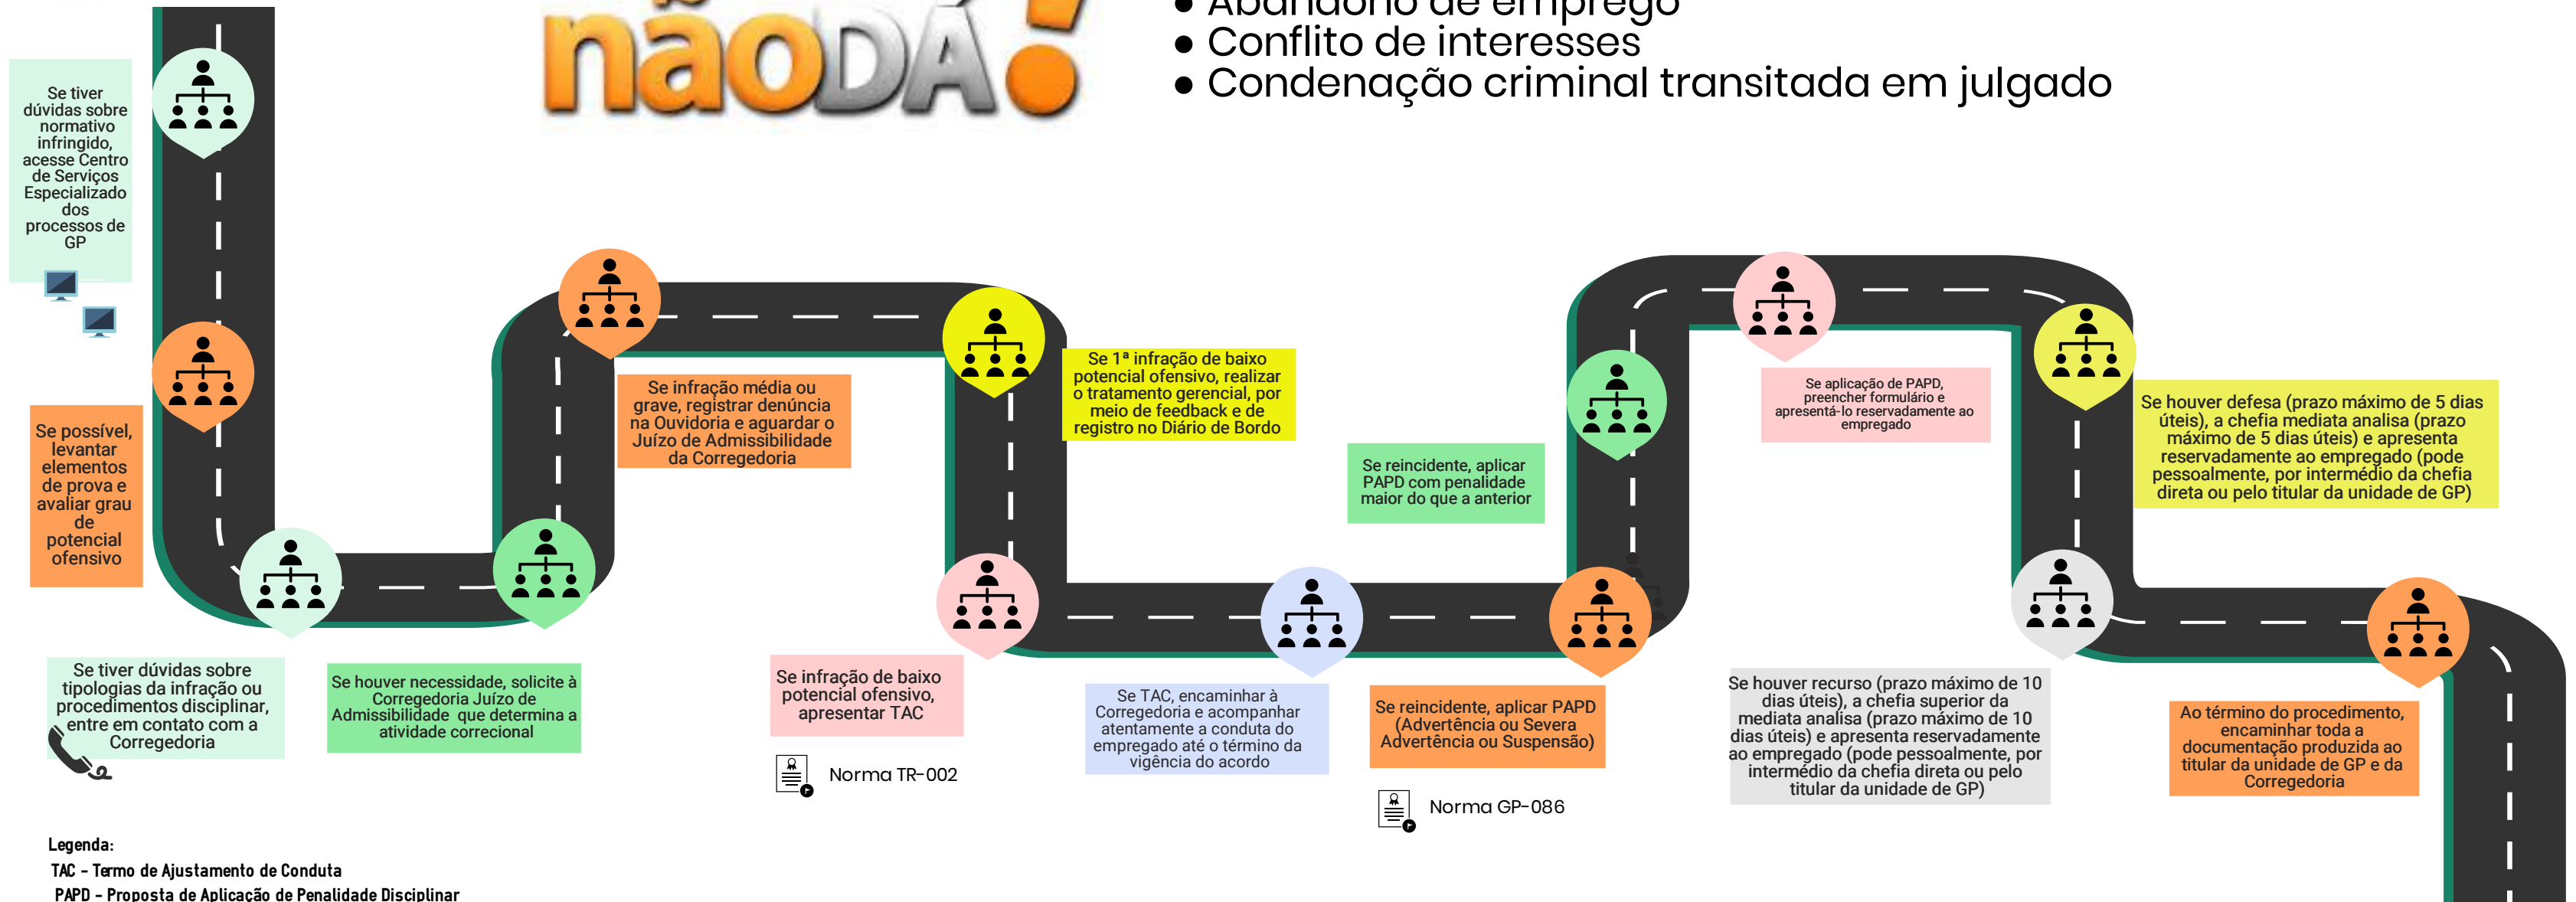 nãoDÁ!
● Abandono de emprego
● Conflito de interesses
● Condenação criminal transitada em julgado
Se tiver
dúvidas sobre
normativo
infringido,
acesse Centro
de Serviços
Especializado
dos
processos de
GP
Se possível,
levantar
elementos
de prova e
avaliar grau
de
potencial
ofensivo
Se tiver dúvidas sobre
tipologias da infração ou
procedimentos disciplinar,
entre em contato com a
Corregedoria
Se houver necessidade, solicite à
Corregedoria Juízo de
Admissibilidade que determina a
atividade correcional
Se infração média ou
grave, registrar denúncia
na Ouvidoria e aguardar o
Juízo de Admissibilidade
da Corregedoria
Se 1ª infração de baixo
potencial ofensivo, realizar
o tratamento gerencial, por
meio de feedback e de
registro no Diário de Bordo
Se infração de baixo
potencial ofensivo,
apresentar TAC
Norma TR-002
Se TAC, encaminhar à
Corregedoria e acompanhar
atentamente a conduta do
empregado até o término da
vigência do acordo
Se reincidente, aplicar PAPD
(Advertência ou Severa
Advertência ou Suspensão)
Norma GP-086
Se reincidente, aplicar
PAPD com penalidade
maior do que a anterior
Se aplicação de PAPD,
preencher formulário e
apresentá-lo reservadamente ao
empregado
Se houver defesa (prazo máximo de 5 dias
úteis), a chefia mediata analisa (prazo
máximo de 5 dias úteis) e apresenta
reservadamente ao empregado (pode
pessoalmente, por intermédio da chefia
direta ou pelo titular da unidade de GP)
Se houver recurso (prazo máximo de 10
dias úteis), a chefia superior da
mediata analisa (prazo máximo de 10
dias úteis) e apresenta reservadamente
ao empregado (pode pessoalmente, por
intermédio da chefia direta ou pelo
titular da unidade de GP)
Ao término do procedimento,
encaminhar toda a
documentação produzida ao
titular da unidade de GP e da
Corregedoria
Legenda:
TAC - Termo de Ajustamento de Conduta
PAPD - Proposta de Aplicação de Penalidade Disciplinar